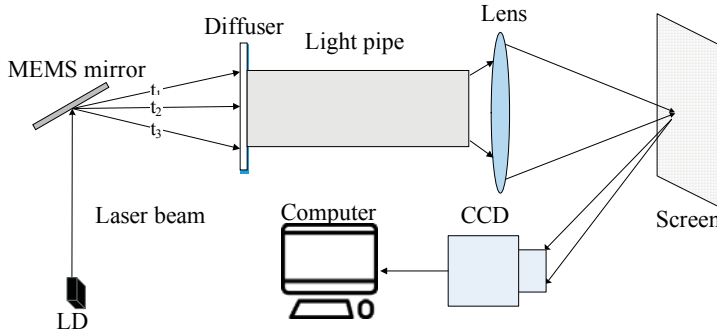 Diffuser
Lens
Light pipe
MEMS mirror
t₁
t₂
t₃
Laser beam
Computer
CCD
Screen
LD